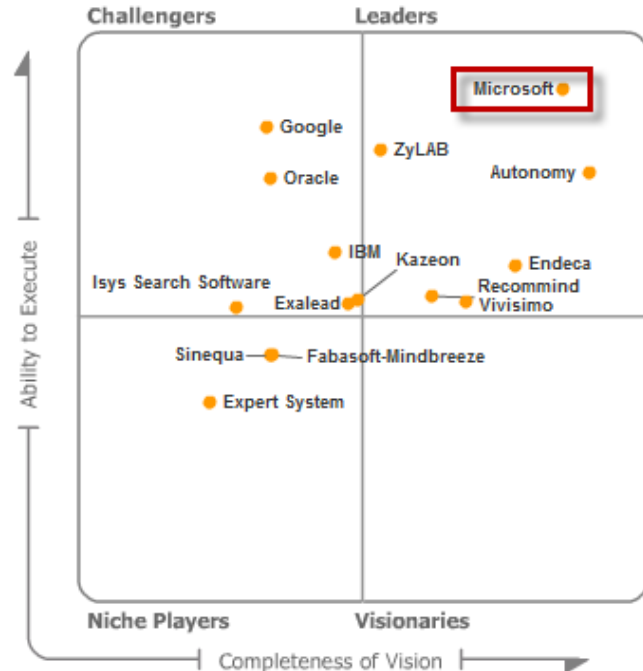 Challengers
Leaders
Microsoft
Google
ZyLAB
Oracle
Autonomy
IBM
Kazeon
Endeca
Isys Search Software
Exalead
Recommind
Vivisimo
Sinequa
Fabasoft-Mindbreeze
Expert System
Niche Players
Visionaries
Ability to Execute
Completeness of Vision